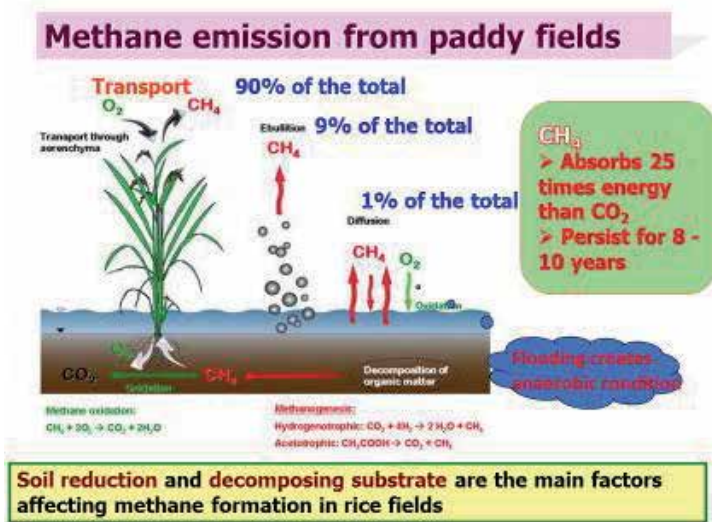 Methane emission from paddy fields
Transport
90% of the total
O₂
CH₄
Transport through
aerenchyma
Ebullition
9% of the total
CH₄
1% of the total
Diffusion
CH₄
O₂
Oxidation
CH₄
➢ Absorbs 25
times energy
than CO₂
➢ Persist for 8 -
10 years
O₂
CO₂
Oxidation
CH₄
Decomposition of
organic matter
Flooding creates
anaerobic condition
Methane oxidation:
CH₄ + 2O₂ → CO₂ + 2H₂O
Methanogenesis:
Hydrogenotrophic: CO₂ + 4H₂ → 2 H₂O + CH₄
Acetotrophic: CH₃COOH → CO₂ + CH₄
Soil reduction and decomposing substrate are the main factors
affecting methane formation in rice fields